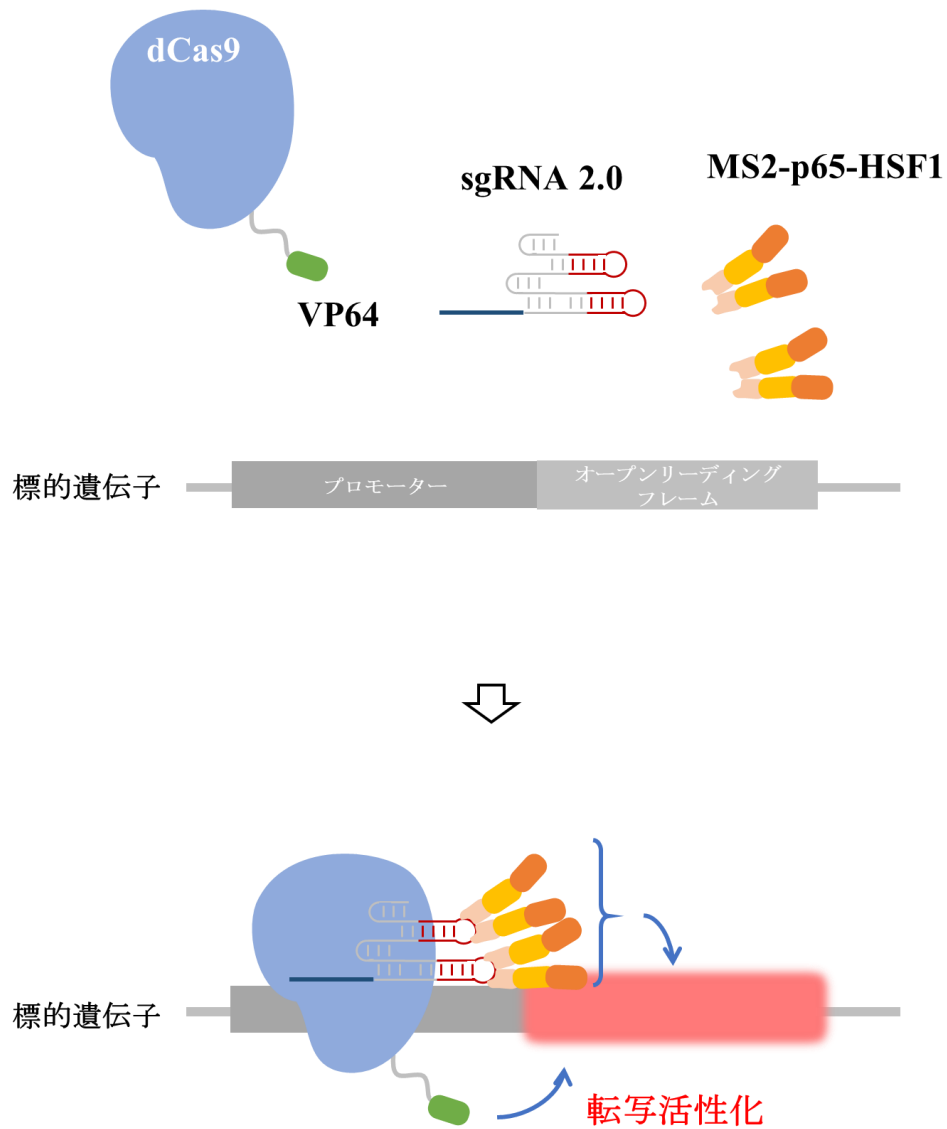 dCas9
sgRNA 2.0
MS2-p65-HSF1
VP64
標的遺伝子
プロモーター
オープンリーディング
フレーム
標的遺伝子
転写活性化